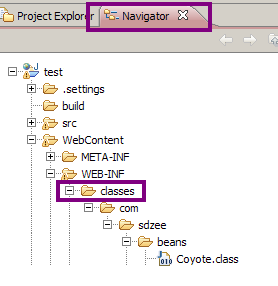 Project Explorer Navigator
test
.settings
build
src
WebContent
META-INF
WEB-INF
classes
com
sdzee
beans
Coyote.class